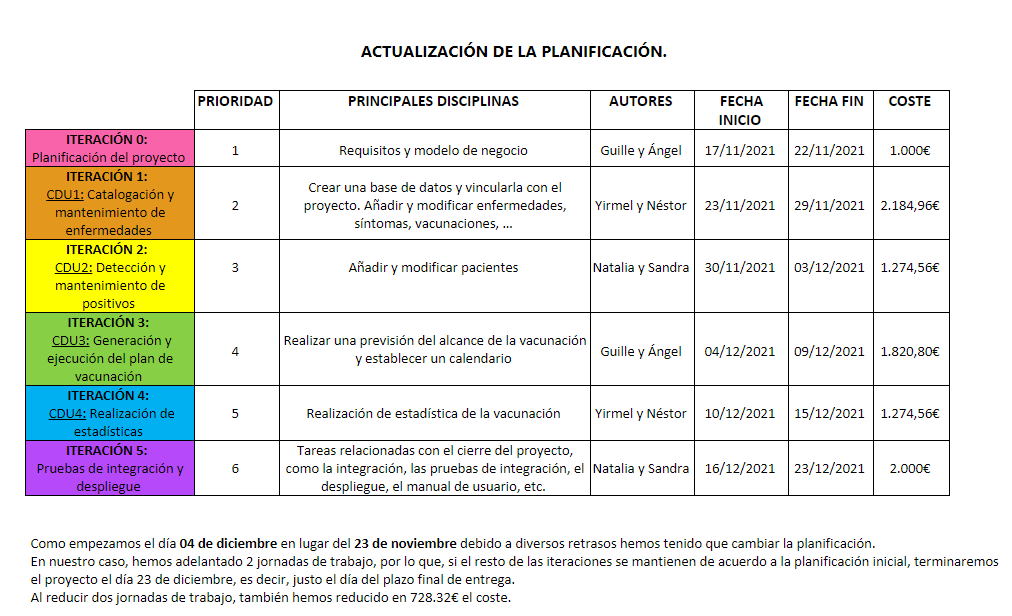 ACTUALIZACIÓN DE LA PLANIFICACIÓN.
PRIORIDAD PRINCIPALES DISCIPLINAS AUTORES FECHA INICIO FECHA FIN COSTE
ITERACIÓN 0:
Planificación del proyecto
1
Requisitos y modelo de negocio
Guille y Ángel
17/11/2021
22/11/2021
1.000€
ITERACIÓN 1:
CDU1: Catalogación y
mantenimiento de
enfermedades
2
Crear una base de datos y vincularla con el
proyecto. Añadir y modificar enfermedades,
síntomas, vacunaciones, ...
Yirmel y Néstor
23/11/2021
29/11/2021
2.184,96€
ITERACIÓN 2:
CDU2: Detección y
mantenimiento de
positivos
3
Añadir y modificar pacientes
Natalia y Sandra
30/11/2021
03/12/2021
1.274,56€
ITERACIÓN 3:
CDU3: Generación y
ejecución del plan de
vacunación
4
Realizar una previsión del alcance de la vacunación
y establecer un calendario
Guille y Ángel
04/12/2021
09/12/2021
1.820,80€
ITERACIÓN 4:
CDU4: Realización de
estadísticas
5
Realización de estadística de la vacunación
Yirmel y Néstor
10/12/2021
15/12/2021
1.274,56€
ITERACIÓN 5:
Pruebas de integración y
despliegue
6
Tareas relacionadas con el cierre del proyecto,
como la integración, las pruebas de integración, el
despliegue, el manual de usuario, etc.
Natalia y Sandra
16/12/2021
23/12/2021
2.000€
Como empezamos el día 04 de diciembre en lugar del 23 de noviembre debido a diversos retrasos hemos tenido que cambiar la planificación.
En nuestro caso, hemos adelantado 2 jornadas de trabajo, por lo que, si el resto de las iteraciones se mantienen de acuerdo a la planificación inicial, terminaremos
el proyecto el día 23 de diciembre, es decir, justo el día del plazo final de entrega.
Al reducir dos jornadas de trabajo, también hemos reducido en 728.32€ el coste.